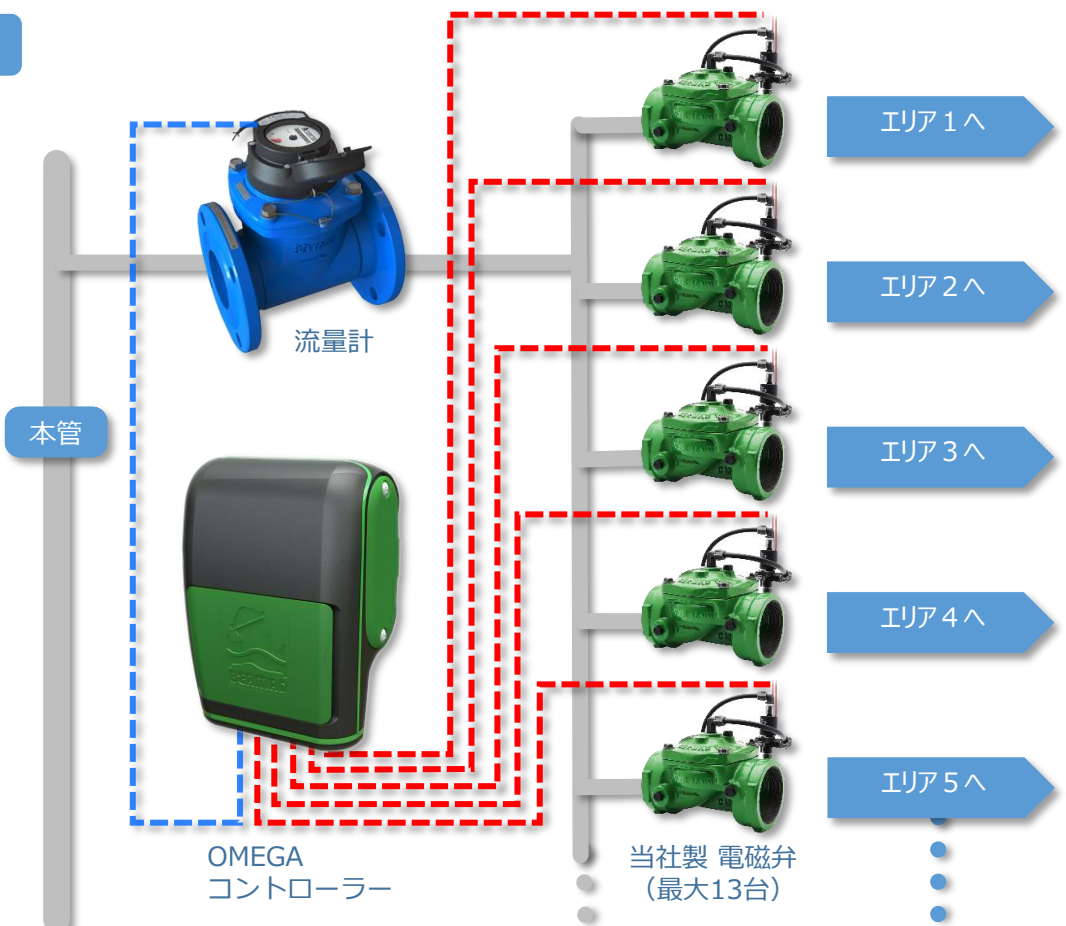 エリア１へ
エリア２へ
流量計
本管
エリア３へ
エリア４へ
BERMAD
エリア５へ
OMEGA
コントローラー
当社製 電磁弁
（最大13台）